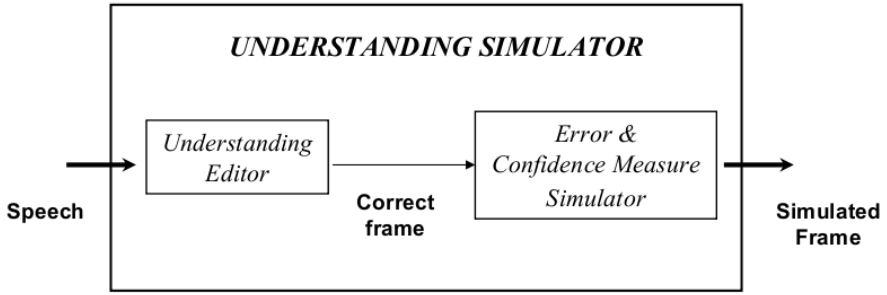 UNDERSTANDING SIMULATOR
Understanding
Editor
Error &
Confidence Measure
Simulator
Speech
Correct
frame
Simulated
Frame